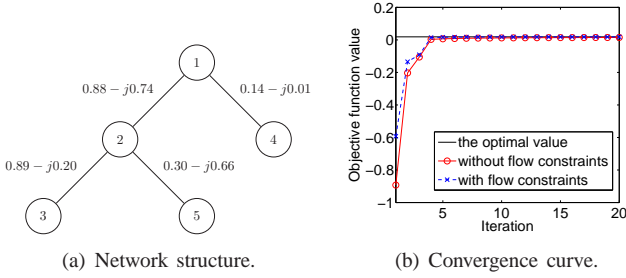 1
0.88 − j0.74
0.14 − j0.01
2
4
0.89 − j0.20
0.30 − j0.66
3
5
(a) Network structure.
Objective function value
0.2
0
−0.2
−0.4
−0.6
−0.8
−1
the optimal value
without flow constraints
with flow constraints
5 10 15 20
Iteration
(b) Convergence curve.